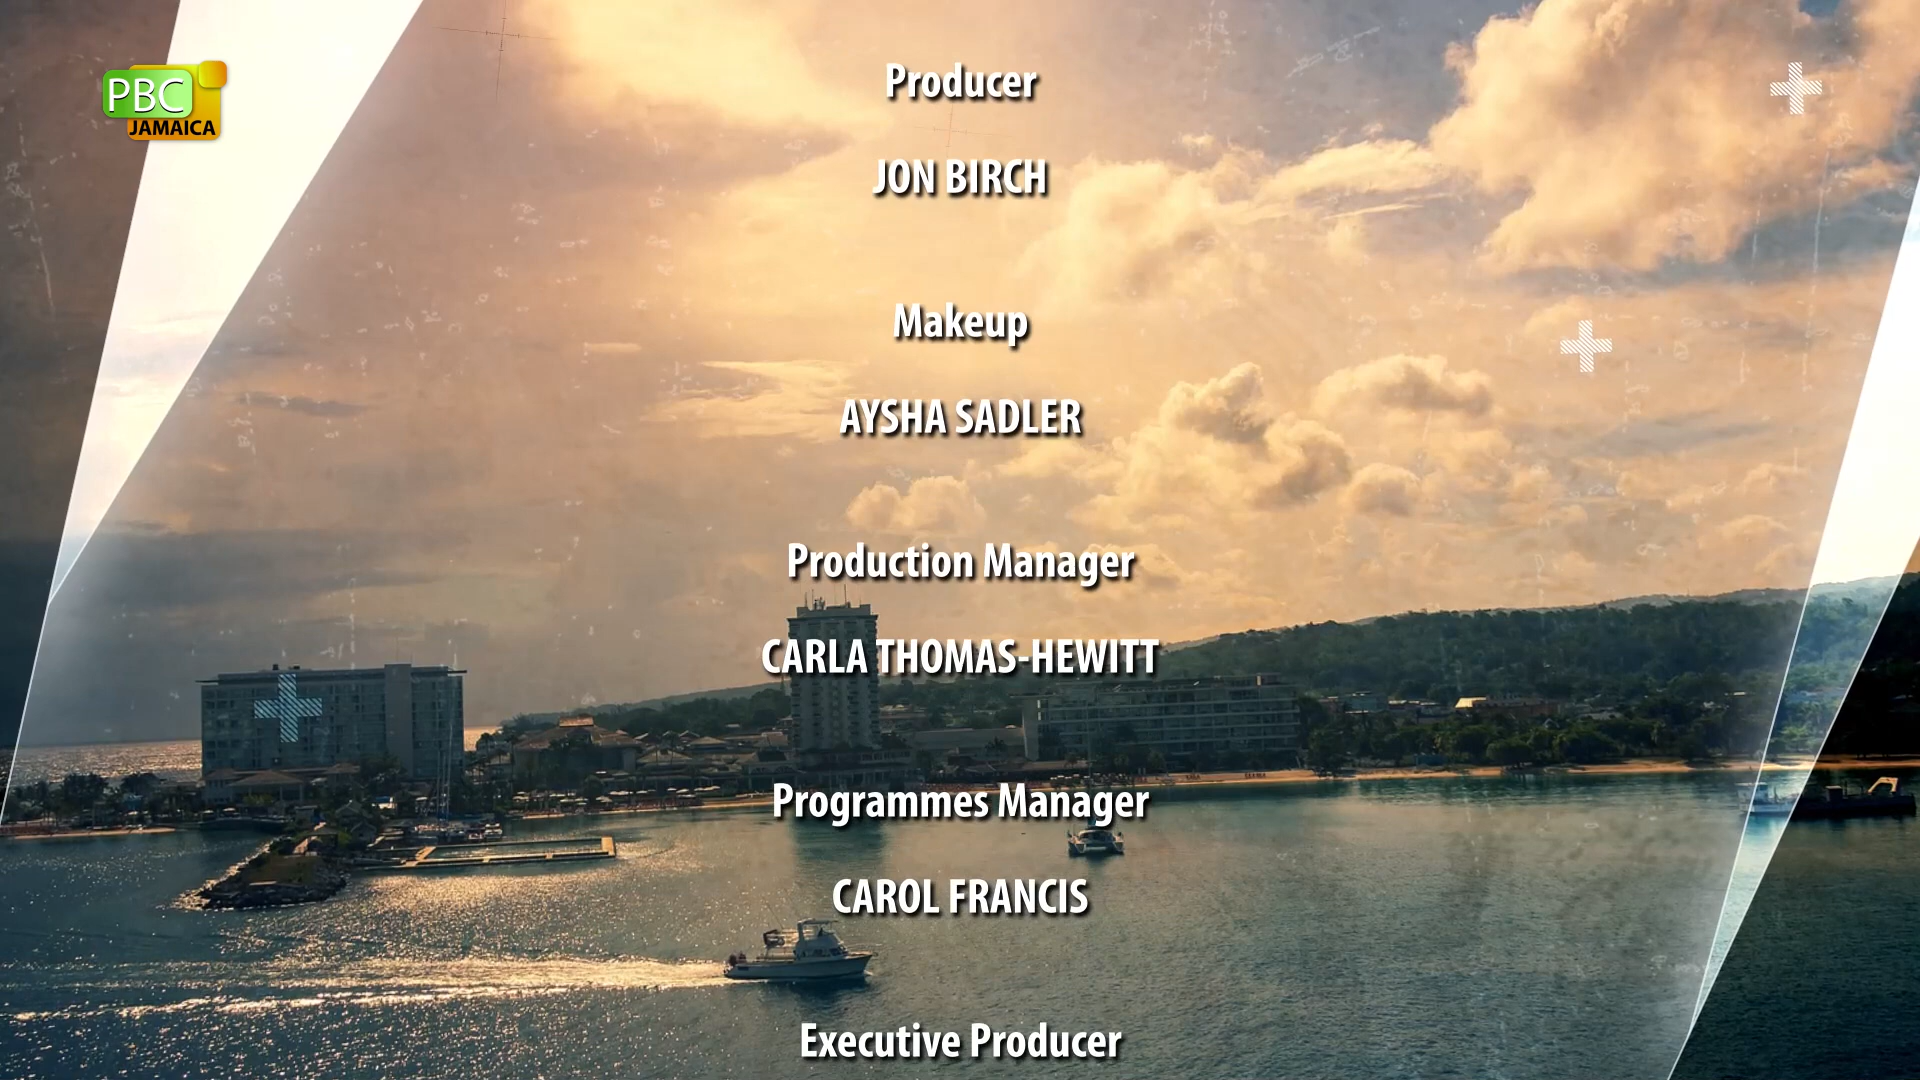 PBC
JAMAICA
Producer
JON BIRCH
Makeup
AYSHA SADLER
Production Manager
CARLA THOMAS-HEWITT
Programmes Manager
CAROL FRANCIS
Executive Producer